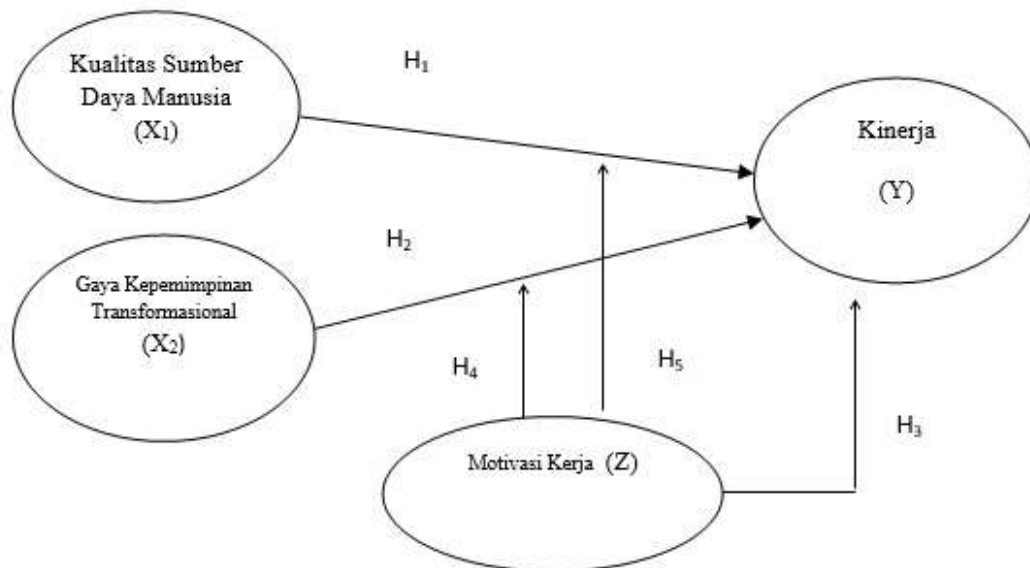 Kualitas Sumber
Daya Manusia
(X₁)
H₁
Kinerja
(Y)
H₂
Gaya Kepemimpinan
Transformasional
(X₂)
H₄
H₅
H₃
Motivasi Kerja (Z)